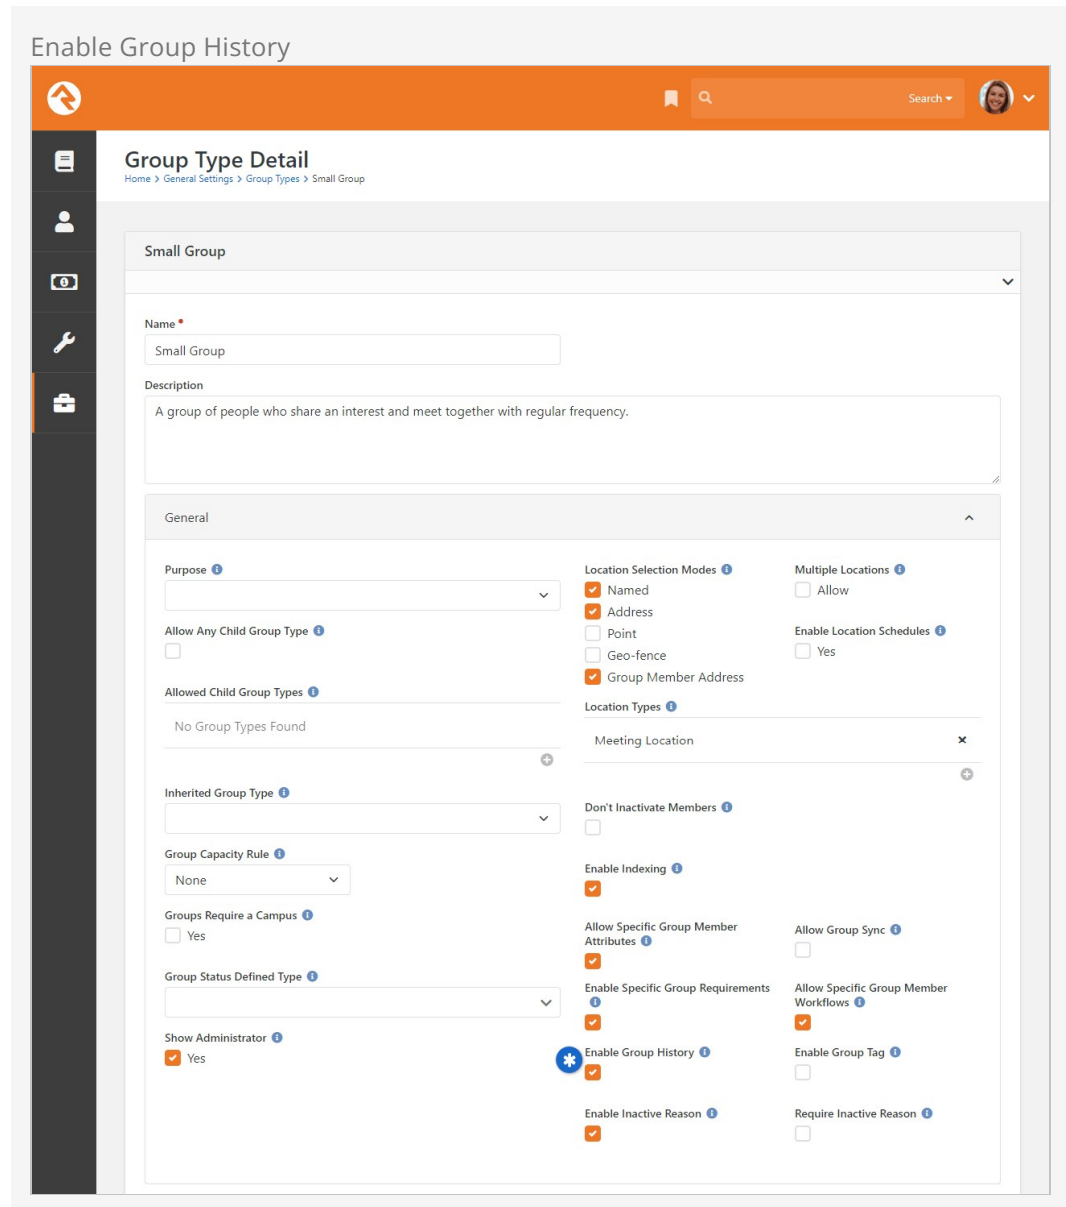 Enable Group History
Search
Group Type Detail
Home > General Settings > Group Types > Small Group
Small Group
Name
Small Group
Description
A group of people who share an interest and meet together with regular frequency.
General
Purpose
Allow Any Child Group Type
Allowed Child Group Types
No Group Types Found
Inherited Group Type
Group Capacity Rule
None
Groups Require a Campus
Yes
Group Status Defined Type
Show Administrator
Yes
Location Selection Modes
Named
Address
Point
Geo-fence
Group Member Address
Multiple Locations
Allow
Enable Location Schedules
Yes
Location Types
Meeting Location
Don't Inactivate Members
Enable Indexing
Allow Specific Group Member
Attributes
Allow Group Sync
Enable Specific Group Requirements
Allow Specific Group Member
Workflows
Enable Group History
Enable Group Tag
Enable Inactive Reason
Require Inactive Reason